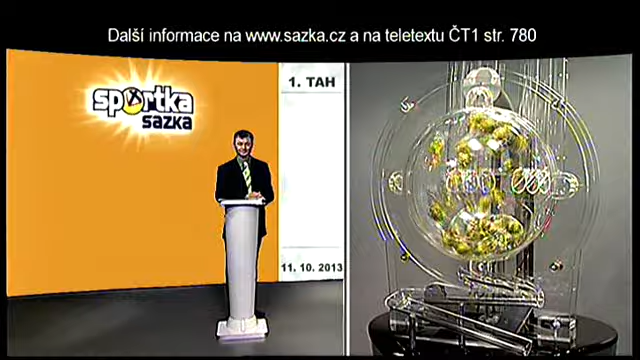 Další informace na www.sazka.cz a na teletextu ČT1 str. 780
sportka
sazka
1. TAH
11. 10. 2013